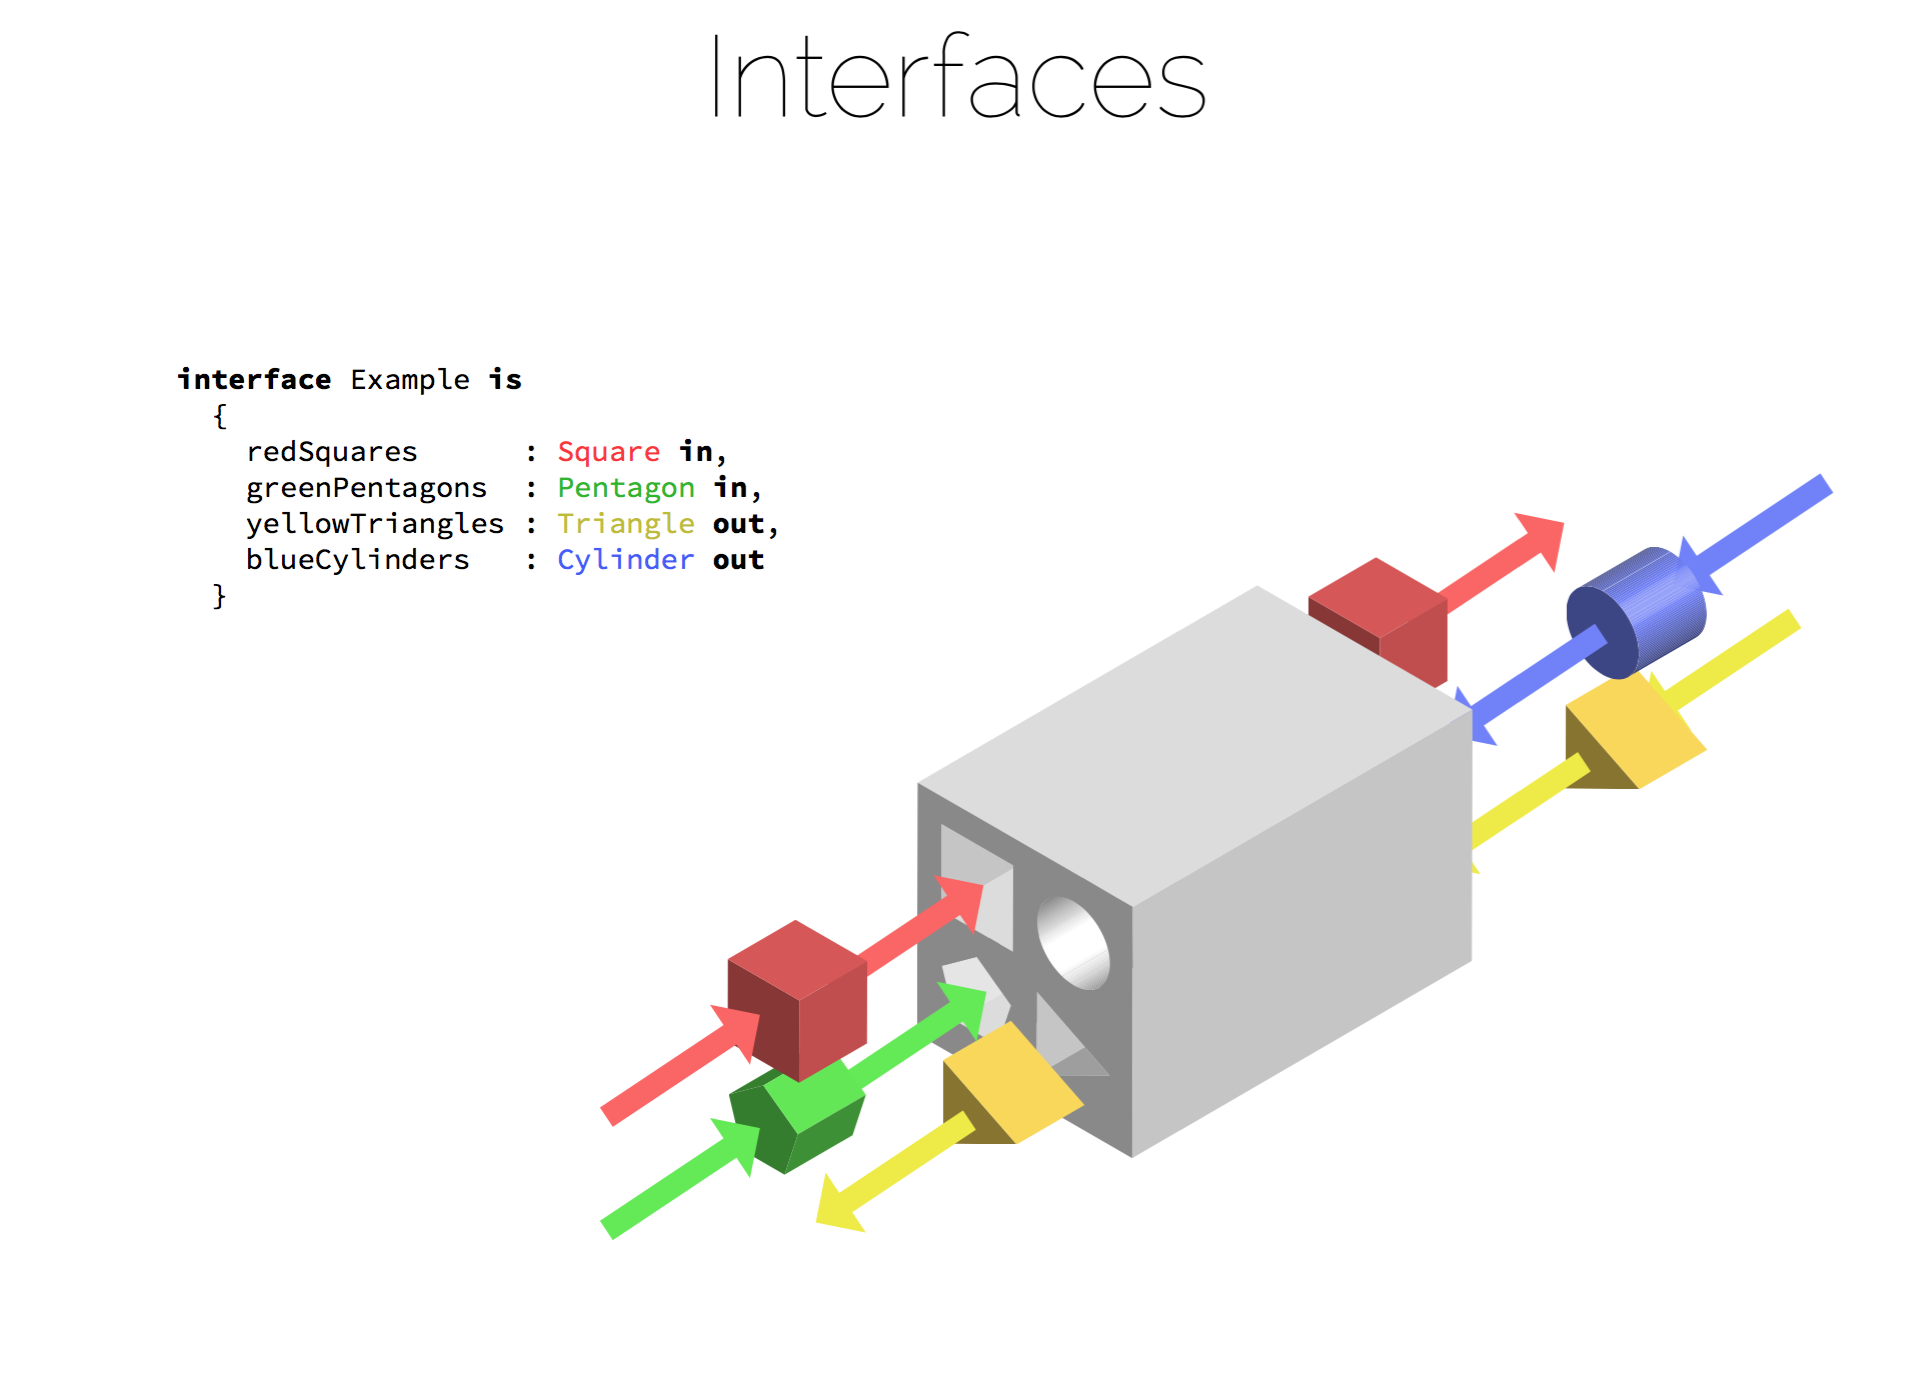 Interfaces
interface Example is
{
redSquares : Square in,
greenPentagons : Pentagon in,
yellowTriangles : Triangle out,
blueCylinders : Cylinder out
}